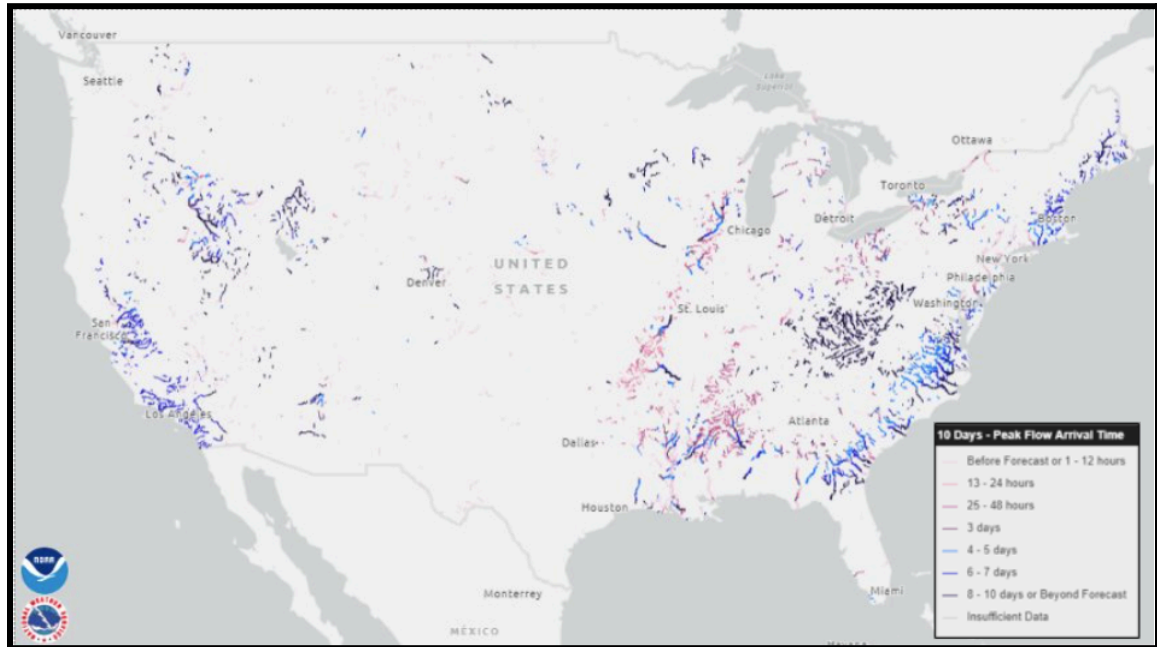 Vancouver
Seattle
Lake
Superior
Ottawa
Toronto
Detroit
Boston
Chicago
New York
Philadelphia
UNITED
STATES
Denver
Washington
St. Louis
San
Francisco
Los Angeles
Atlanta
Dallas
Houston
Miami
Monterrey
MÉXICO
NOAA
10 Days - Peak Flow Arrival Time
Before Forecast or 1 - 12 hours
13 - 24 hours
25 - 48 hours
3 days
4 - 5 days
6 - 7 days
8 - 10 days or Beyond Forecast
Insufficient Data